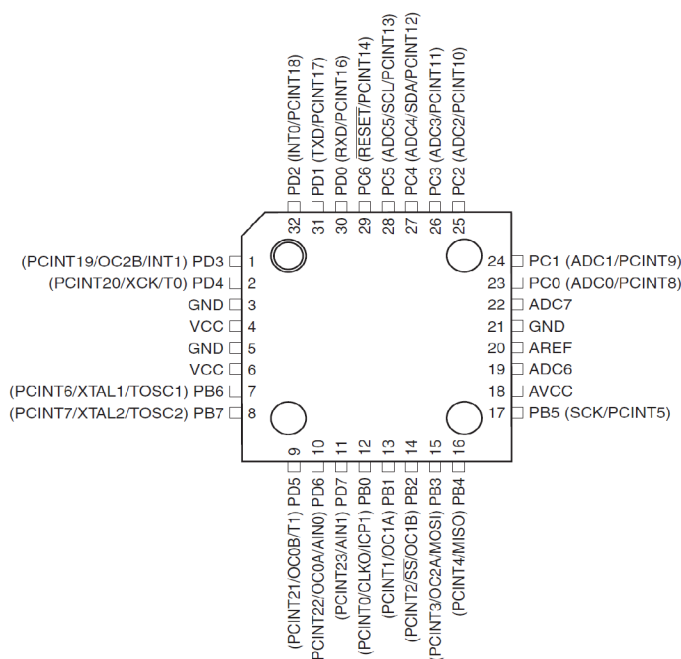 PD2 (INT0/PCINT18)
PD1 (TXD/PCINT17)
PD0 (RXD/PCINT16)
PC6 (RESET/PCINT14)
PC5 (ADC5/SCL/PCINT13)
PC4 (ADC4/SDA/PCINT12)
PC3 (ADC3/PCINT11)
PC2 (ADC2/PCINT10)
32
31
30
29
28
27
26
25
(PCINT19/OC2B/INT1) PD3 1
(PCINT20/XCK/T0) PD4 2
GND 3
VCC 4
GND 5
VCC 6
(PCINT6/XTAL1/TOSC1) PB6 7
(PCINT7/XTAL2/TOSC2) PB7 8
24 PC1 (ADC1/PCINT9)
23 PC0 (ADC0/PCINT8)
22 ADC7
21 GND
20 AREF
19 ADC6
18 AVCC
17 PB5 (SCK/PCINT5)
9
10
11
12
13
14
15
16
(PCINT21/OC0B/T1) PD5
PCINT22/OC0A/AIN0) PD6
(PCINT23/AIN1) PD7
(PCINT0/CLKO/ICP1) PB0
(PCINT1/OC1A) PB1
(PCINT2/SS/OC1B) PB2
(PCINT3/OC2A/MOSI) PB3
(PCINT4/MISO) PB4